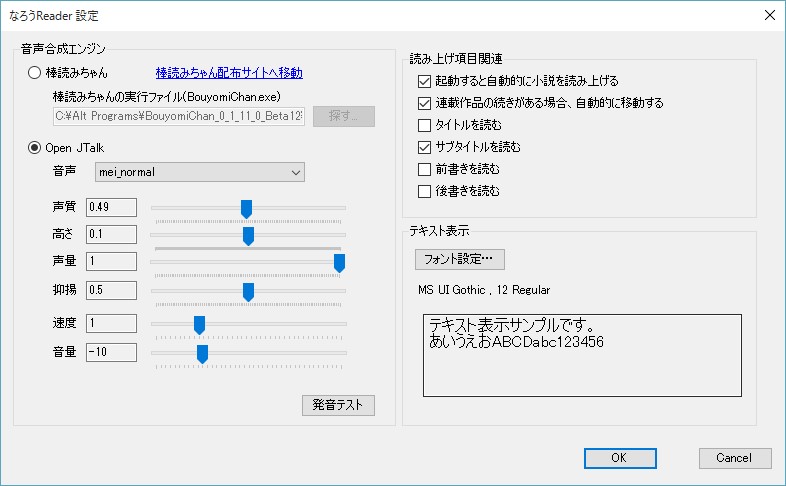 なろうReader 設定
音声合成エンジン
棒読みちゃん 棒読みちゃん配布サイトへ移動
棒読みちゃんの実行ファイル(BouyomiChan.exe)
C:¥Alt Programs¥BouyomiChan_0_1_11_0_Beta12 探す...
Open JTalk
音声 mei_normal
声質 0.49
高さ 0.1
声量 1
抑揚 0.5
速度 1
音量 -10
発音テスト
読み上げ項目関連
起動すると自動的に小説を読み上げる
連載作品の続きがある場合、自動的に移動する
タイトルを読む
サブタイトルを読む
前書きを読む
後書きを読む
テキスト表示
フォント設定…
MS UI Gothic , 12 Regular
テキスト表示サンプルです。
あいうえおABCDabc123456
OK Cancel